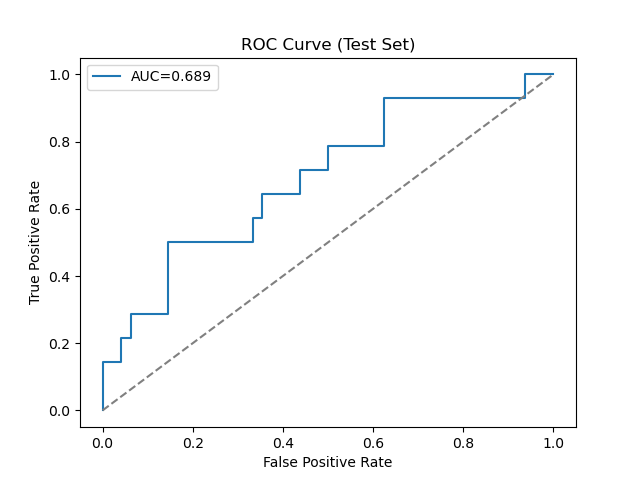 ROC Curve (Test Set)
AUC=0.689
1.0
0.8
0.6
0.4
0.2
0.0
True Positive Rate
0.0 0.2 0.4 0.6 0.8 1.0
False Positive Rate